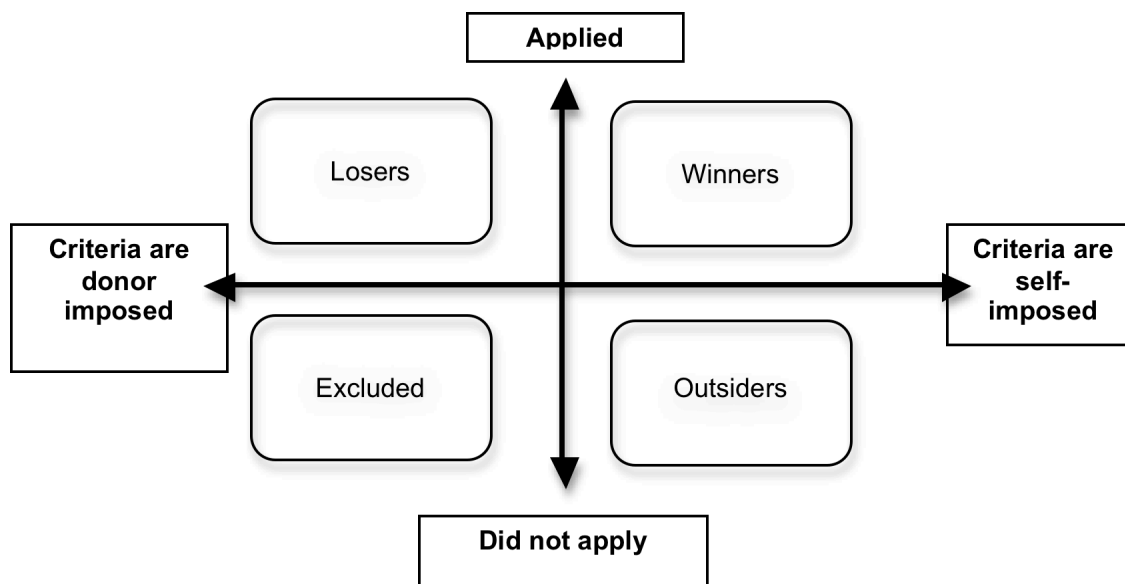 Applied
Losers
Winners
Criteria are
donor
imposed
Criteria are
self-
imposed
Excluded
Outsiders
Did not apply